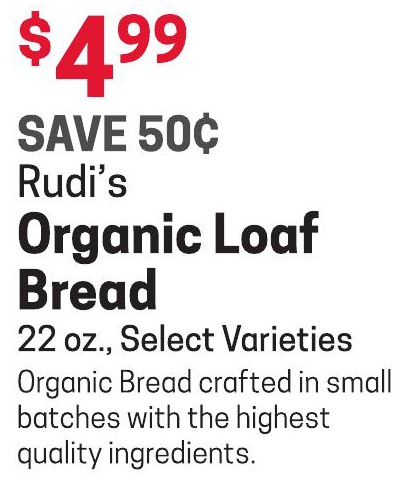 $4.99
SAVE 50¢
Rudi's
Organic Loaf
Bread
22 oz., Select Varieties
Organic Bread crafted in small
batches with the highest
quality ingredients.